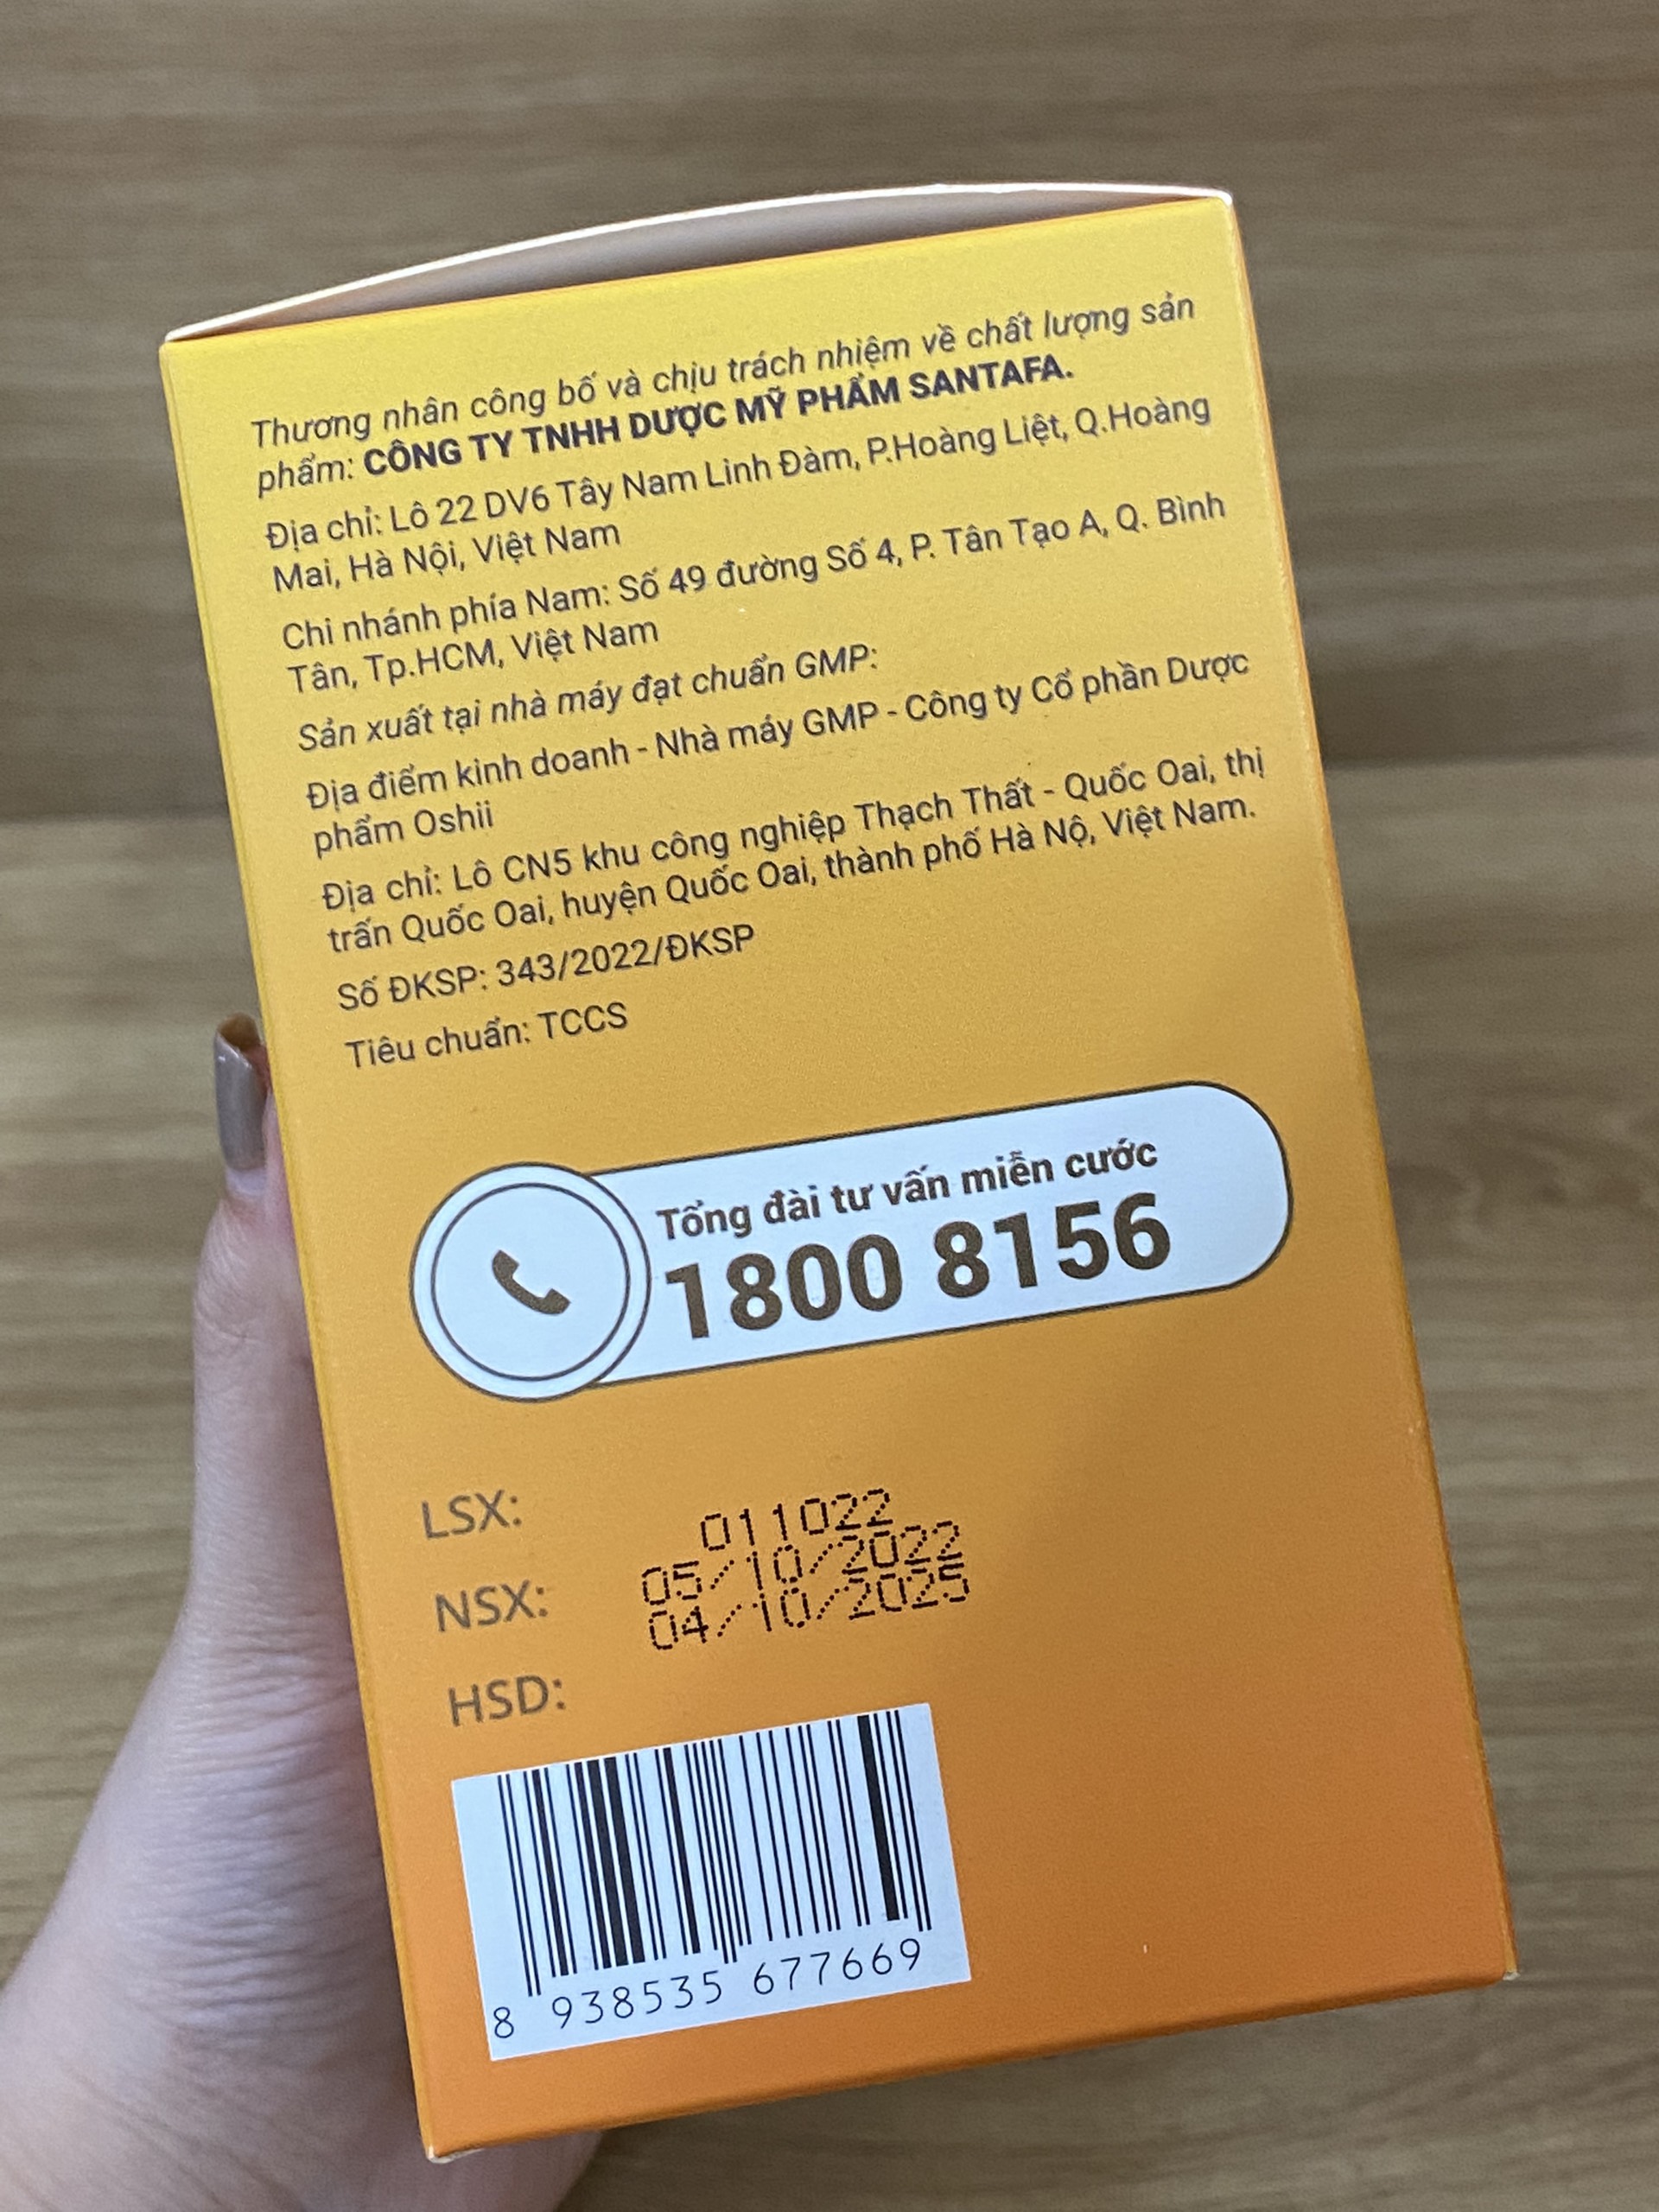 Thương nhân công bố và chịu trách nhiệm về chất lượng sản
phẩm: CÔNG TY TNHH DƯỢC MỸ PHẨM SANTAFA.
Địa chỉ: Lô 22 DV6 Tây Nam Linh Đàm, P.Hoàng Liệt, Q.Hoàng
Mai, Hà Nội, Việt Nam
Chi nhánh phía Nam: Số 49 đường Số 4, P. Tân Tạo A, Q. Bình
Tân, Tp.HCM, Việt Nam
Sản xuất tại nhà máy đạt chuẩn GMP:
Địa điểm kinh doanh - Nhà máy GMP - Công ty Cổ phần Dược
phẩm Oshii
Địa chỉ: Lô CN5 khu công nghiệp Thạch Thất - Quốc Oai, thị
trấn Quốc Oai, huyện Quốc Oai, thành phố Hà Nộ, Việt Nam.
Số ĐKSP: 343/2022/ĐKSP
Tiêu chuẩn: TCCS
Tổng đài tư vấn miễn cước
1800 8156
LSX: 011022
NSX: 05/10/2022
HSD: 04/10/2025
8 938535 677669